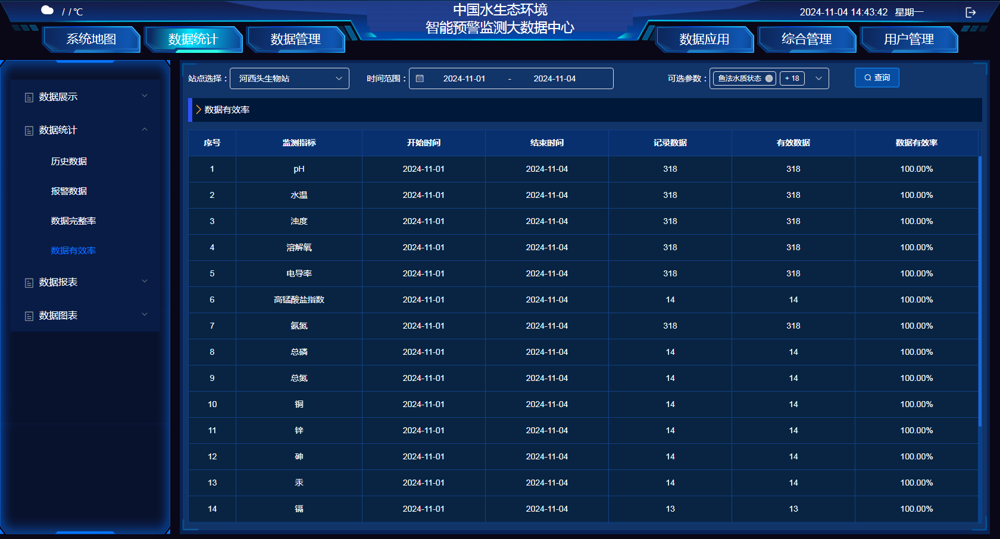 / /℃
中国水生态环境
智能预警监测大数据中心
2024-11-04 14:43:42 星期一
系统地图 数据统计 数据管理 数据应用 综合管理 用户管理
数据展示
数据统计
历史数据
报警数据
数据完整率
数据有效率
数据报表
数据图表
站点选择： 河西头生物站 时间范围： 2024-11-01 - 2024-11-04 可选参数： 鱼法水质状态 + 18 查询
数据有效率
序号 监测指标 开始时间 结束时间 记录数据 有效数据 数据有效率
1 pH 2024-11-01 2024-11-04 318 318 100.00%
2 水温 2024-11-01 2024-11-04 318 318 100.00%
3 浊度 2024-11-01 2024-11-04 318 318 100.00%
4 溶解氧 2024-11-01 2024-11-04 318 318 100.00%
5 电导率 2024-11-01 2024-11-04 318 318 100.00%
6 高锰酸盐指数 2024-11-01 2024-11-04 14 14 100.00%
7 氨氮 2024-11-01 2024-11-04 318 318 100.00%
8 总磷 2024-11-01 2024-11-04 14 14 100.00%
9 总氮 2024-11-01 2024-11-04 14 14 100.00%
10 铜 2024-11-01 2024-11-04 14 14 100.00%
11 锌 2024-11-01 2024-11-04 14 14 100.00%
12 砷 2024-11-01 2024-11-04 14 14 100.00%
13 汞 2024-11-01 2024-11-04 14 14 100.00%
14 镉 2024-11-01 2024-11-04 13 13 100.00%